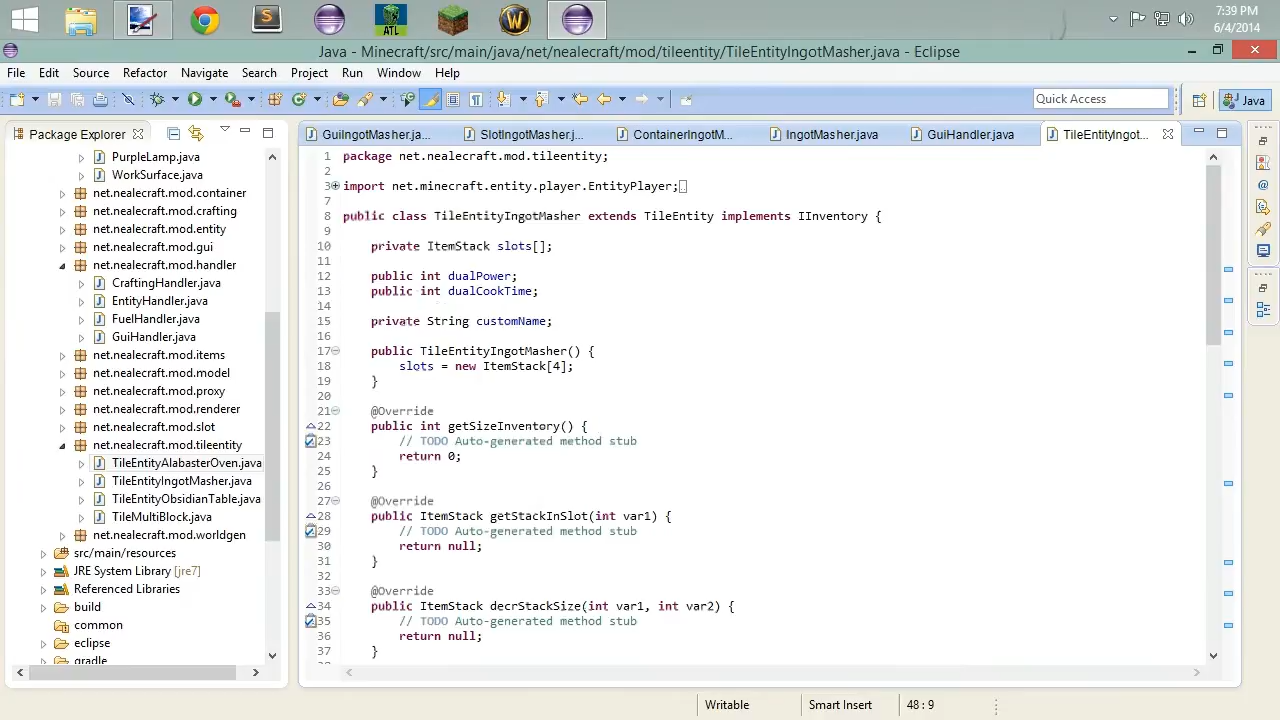 7:39 PM
6/4/2014
ATL
S
W
Java - Minecraft/src/main/java/net/nealecraft/mod/tileentity/TileEntityIngotMasher.java - Eclipse
File Edit Source Refactor Navigate Search Project Run Window Help
Quick Access
Java
Package Explorer
GuiIngotMasher.ja...
SlotIngotMasher.j...
ContainerIngotM...
IngotMasher.java
GuiHandler.java
TileEntityIngot...
PurpleLamp.java
WorkSurface.java
net.nealecraft.mod.container
net.nealecraft.mod.crafting
net.nealecraft.mod.entity
net.nealecraft.mod.gui
net.nealecraft.mod.handler
CraftingHandler.java
EntityHandler.java
FuelHandler.java
GuiHandler.java
net.nealecraft.mod.items
net.nealecraft.mod.model
net.nealecraft.mod.proxy
net.nealecraft.mod.renderer
net.nealecraft.mod.slot
net.nealecraft.mod.tileentity
TileEntityAlabasterOven.java
TileEntityIngotMasher.java
TileEntityObsidianTable.java
TileMultiBlock.java
net.nealecraft.mod.worldgen
src/main/resources
JRE System Library [jre7]
Referenced Libraries
build
common
eclipse
gradle
1 package net.nealecraft.mod.tileentity;
2
3 import net.minecraft.entity.player.EntityPlayer;
7
8 public class TileEntityIngotMasher extends TileEntity implements IInventory {
9
10 private ItemStack slots[];
11
12 public int dualPower;
13 public int dualCookTime;
14
15 private String customName;
16
17 public TileEntityIngotMasher() {
18 slots = new ItemStack[4];
19 }
20
21 @Override
22 public int getSizeInventory() {
23 // TODO Auto-generated method stub
24 return 0;
25 }
26
27 @Override
28 public ItemStack getStackInSlot(int var1) {
29 // TODO Auto-generated method stub
30 return null;
31 }
32
33 @Override
34 public ItemStack decrStackSize(int var1, int var2) {
35 // TODO Auto-generated method stub
36 return null;
37 }
Writable Smart Insert 48 : 9